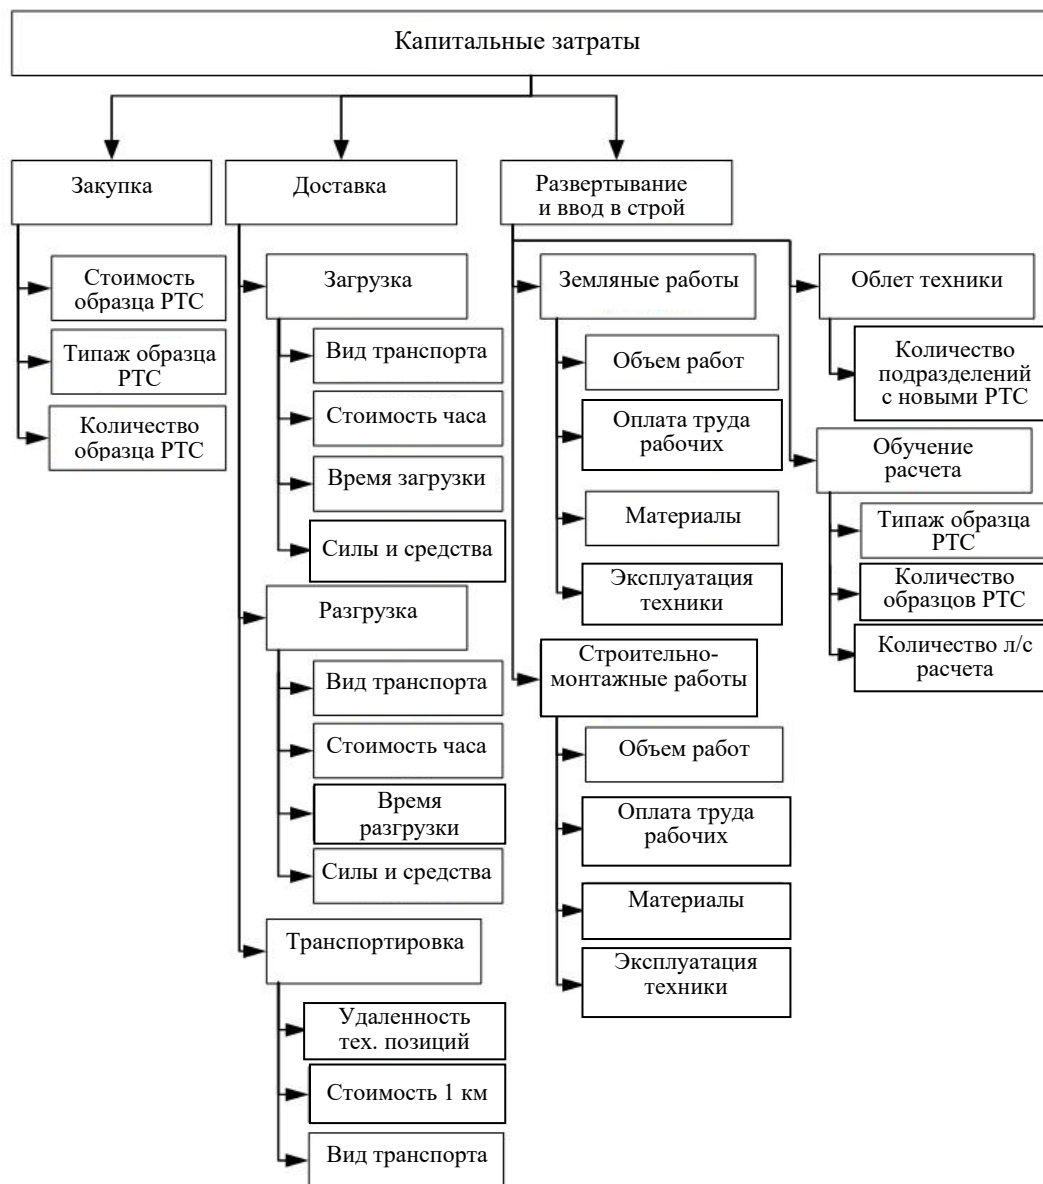 Капитальные затраты
Закупка
Стоимость
образца РТС
Типаж образца
РТС
Количество
образца РТС
Доставка
Загрузка
Вид транспорта
Стоимость часа
Время загрузки
Силы и средства
Разгрузка
Вид транспорта
Стоимость часа
Время
разгрузки
Силы и средства
Транспортировка
Удаленность
тех. позиций
Стоимость 1 км
Вид транспорта
Развертывание
и ввод в строй
Земляные работы
Объем работ
Оплата труда
рабочих
Материалы
Эксплуатация
техники
Строительно-
монтажные работы
Объем работ
Оплата труда
рабочих
Материалы
Эксплуатация
техники
Облет техники
Количество
подразделений
с новыми РТС
Обучение
расчета
Типаж образца
РТС
Количество
образцов РТС
Количество л/с
расчета